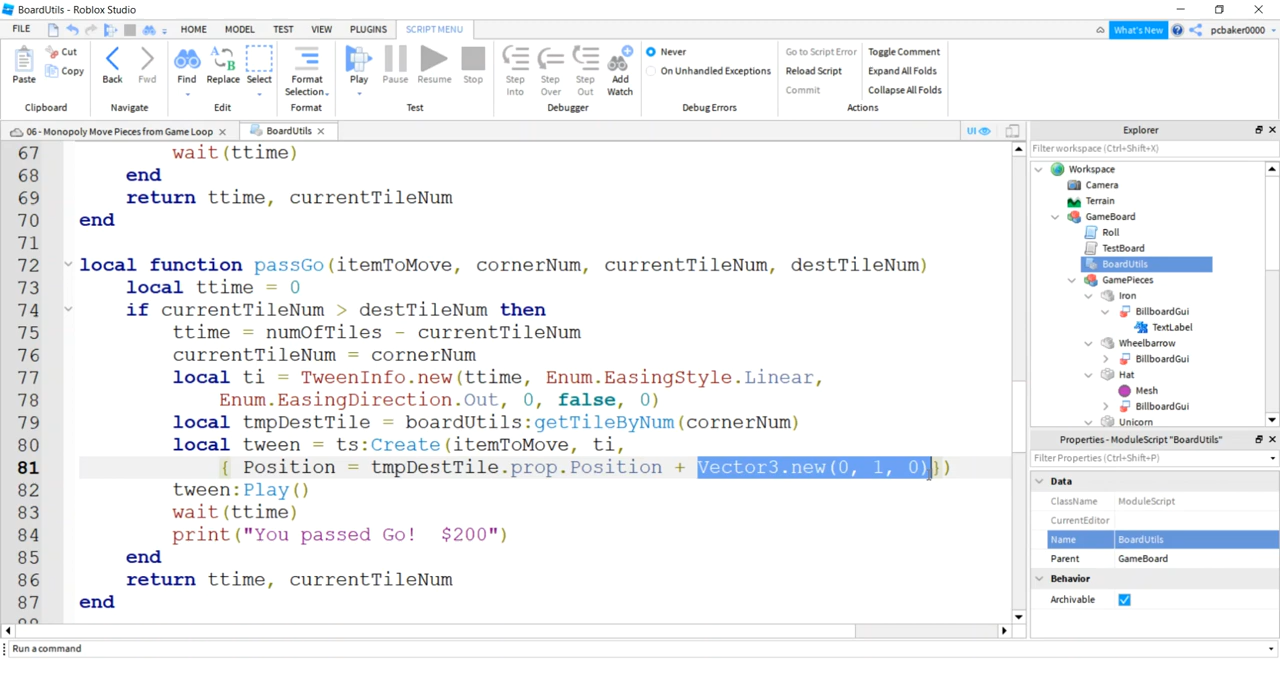 BoardUtils - Roblox Studio
FILE HOME MODEL TEST VIEW PLUGINS SCRIPT MENU What's New pcbaker0000
Paste Cut Copy Back Fwd Find Replace Select Format Selection Play Pause Resume Stop Step Into Step Over Step Out Add Watch Never On Unhandled Exceptions Go to Script Error Reload Script Commit Toggle Comment Expand All Folds Collapse All Folds
Clipboard Navigate Edit Format Test Debugger Debug Errors Actions
06 - Monopoly Move Pieces from Game Loop BoardUtils UI
67 wait(ttime)
68 end
69 return ttime, currentTileNum
70 end
71
72 local function passGo(itemToMove, cornerNum, currentTileNum, destTileNum)
73 local ttime = 0
74 if currentTileNum > destTileNum then
75 ttime = numOfTiles - currentTileNum
76 currentTileNum = cornerNum
77 local ti = TweenInfo.new(ttime, Enum.EasingStyle.Linear,
78 Enum.EasingDirection.Out, 0, false, 0)
79 local tmpDestTile = boardUtils:getTileByNum(cornerNum)
80 local tween = ts:Create(itemToMove, ti,
81 { Position = tmpDestTile.prop.Position + Vector3.new(0, 1, 0)})
82 tween:Play()
83 wait(ttime)
84 print("You passed Go!  $200")
85 end
86 return ttime, currentTileNum
87 end
Explorer
Filter workspace (Ctrl+Shift+X)
Workspace
Camera
Terrain
GameBoard
Roll
TestBoard
BoardUtils
GamePieces
Iron
BillboardGui
TextLabel
Wheelbarrow
BillboardGui
Hat
Mesh
BillboardGui
Unicorn
Properties - ModuleScript "BoardUtils"
Filter Properties (Ctrl+Shift+P)
Data
ClassName ModuleScript
CurrentEditor
Name BoardUtils
Parent GameBoard
Behavior
Archivable
Run a command